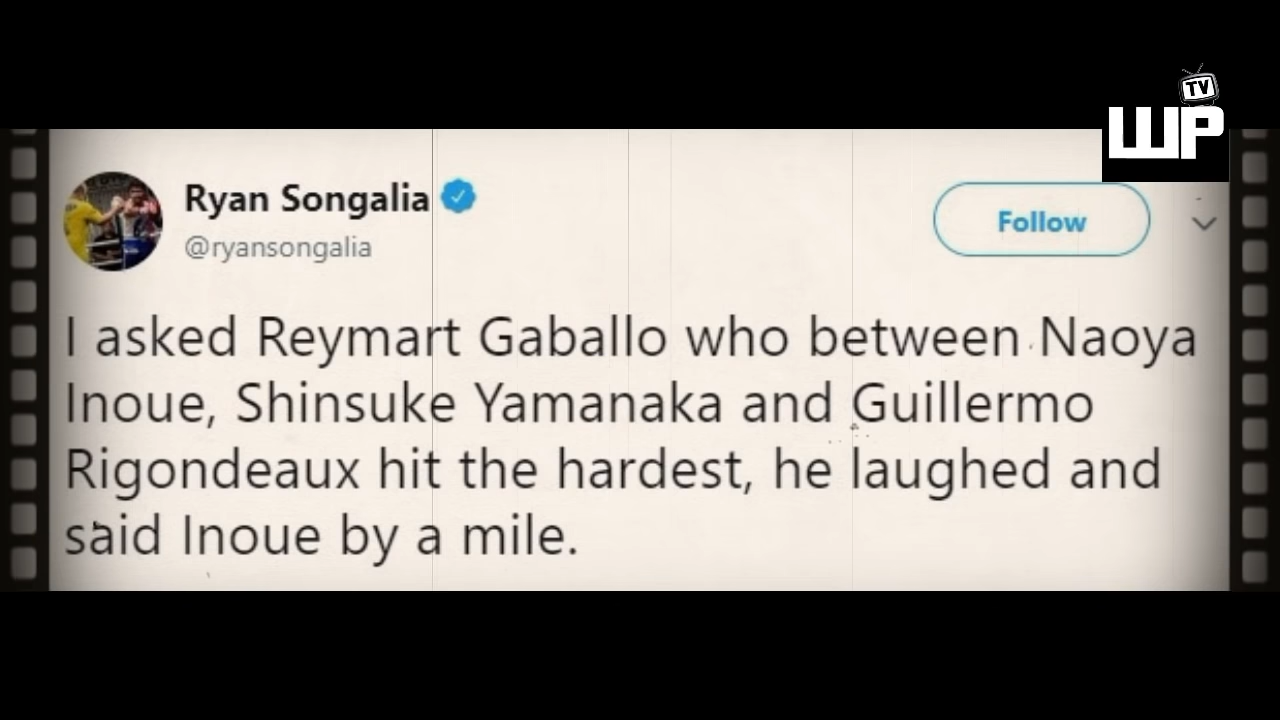 TV
WP
Ryan Songalia
@ryansongalia
Follow
I asked Reymart Gaballo who between Naoya
Inoue, Shinsuke Yamanaka and Guillermo
Rigondeaux hit the hardest, he laughed and
said Inoue by a mile.